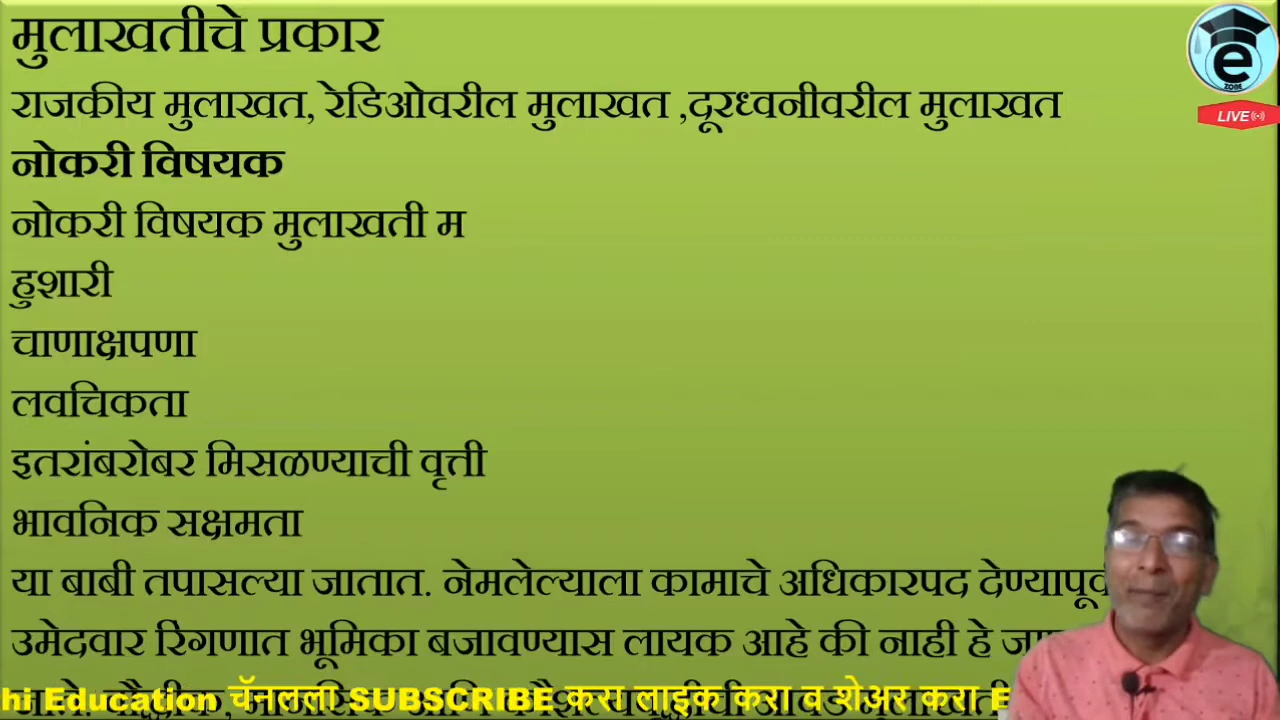 मुलाखतीचे प्रकार
राजकीय मुलाखत, रेडिओवरील मुलाखत ,दूरध्वनीवरील मुलाखत
नोकरी विषयक
नोकरी विषयक मुलाखती म
हुशारी
चाणाक्षपणा
लवचिकता
इतरांबरोबर मिसळण्याची वृत्ती
भावनिक सक्षमता
या बाबी तपासल्या जातात. नेमलेल्याला कामाचे अधिकारपद
उमेदवार रिंगणात भूमिका बजावण्यास लायक आहे की नाही हे
hi Education चॅनलला SUBSCRIBE करा लाइक करा व शेअर करा E
e
ZONE
LIVE